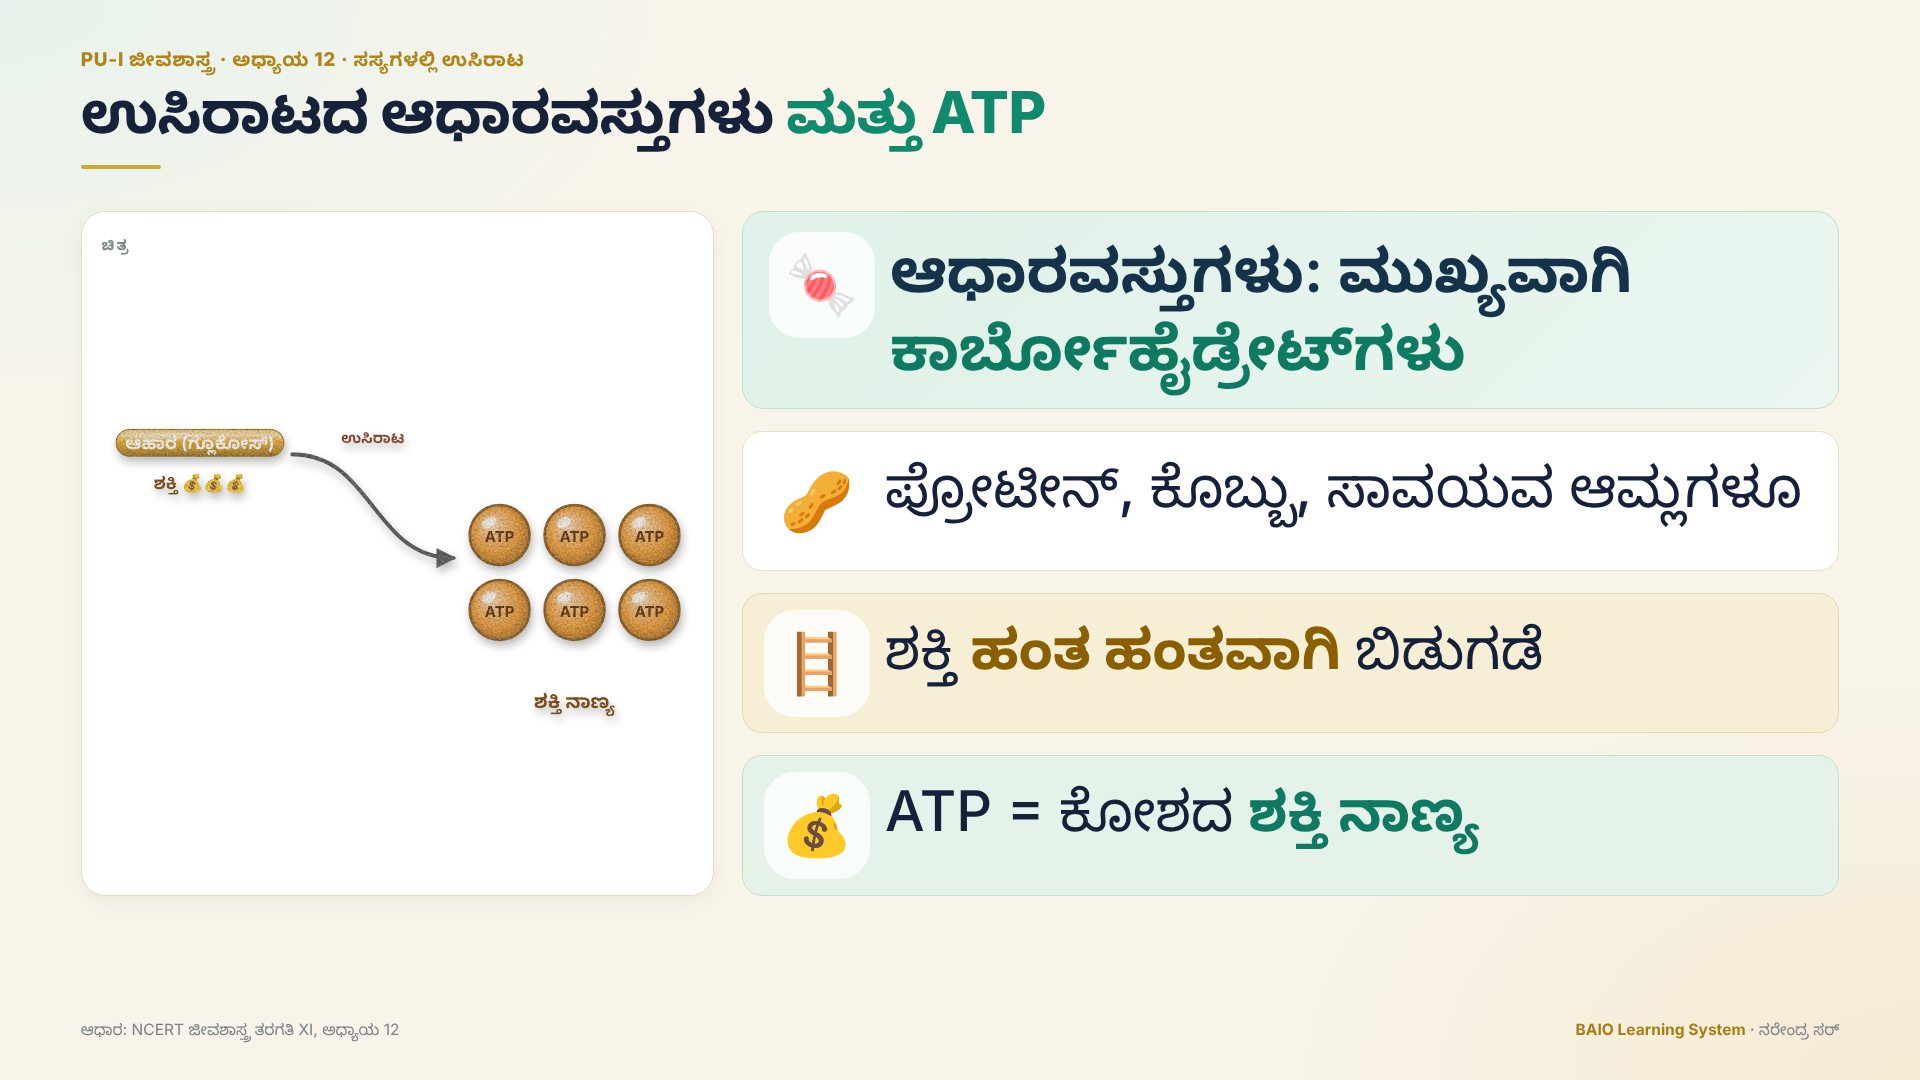 PU-I ಜೀವಶಾಸ್ತ್ರ · ಅಧ್ಯಾಯ 12 · ಸಸ್ಯಗಳಲ್ಲಿ ಉಸಿರಾಟ
ಉಸಿರಾಟದ ಆಧಾರವಸ್ತುಗಳು ಮತ್ತು ATP
ಚಿತ್ರ
ಆಹಾರ (ಗ್ಲೂಕೋಸ್)
ಶಕ್ತಿ
ಉಸಿರಾಟ
ATP ATP ATP
ATP ATP ATP
ಶಕ್ತಿ ನಾಣ್ಯ
ಆಧಾರವಸ್ತುಗಳು: ಮುಖ್ಯವಾಗಿ
ಕಾರ್ಬೋಹೈಡ್ರೇಟ್‌ಗಳು
ಪ್ರೋಟೀನ್, ಕೊಬ್ಬು, ಸಾವಯವ ಆಮ್ಲಗಳೂ
ಶಕ್ತಿ ಹಂತ ಹಂತವಾಗಿ ಬಿಡುಗಡೆ
ATP = ಕೋಶದ ಶಕ್ತಿ ನಾಣ್ಯ
ಆಧಾರ: NCERT ಜೀವಶಾಸ್ತ್ರ ತರಗತಿ XI, ಅಧ್ಯಾಯ 12
BAIO Learning System · ನರೇಂದ್ರ ಸರ್